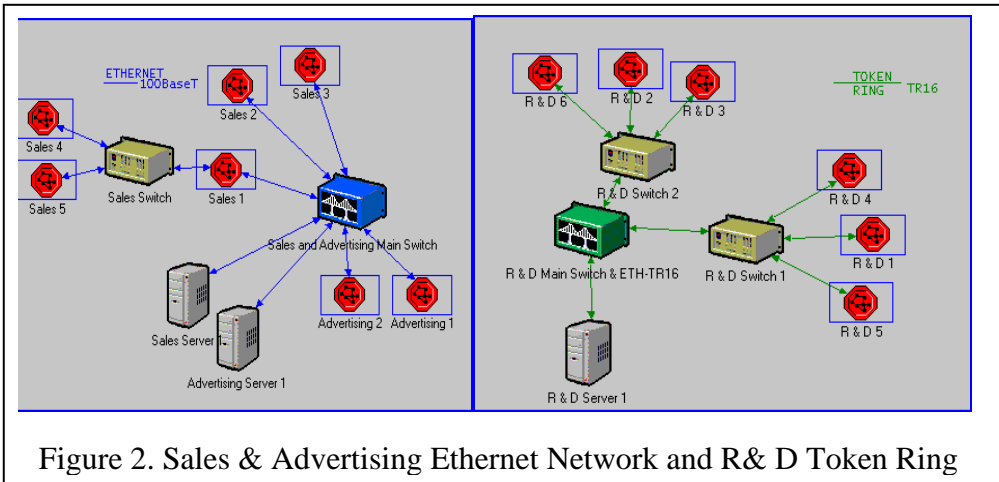 ETHERNET
100BaseT
Sales 3
Sales 2
Sales 4
Sales 5
Sales Switch
Sales 1
Sales and Advertising Main Switch
Sales Server 1
Advertising Server 1
Advertising 2
Advertising 1
TOKEN
RING
TR16
R & D 6
R & D 2
R & D 3
R & D Switch 2
R & D 4
R & D Main Switch & ETH-TR16
R & D Switch 1
R & D 1
R & D 5
R & D Server 1
Figure 2. Sales & Advertising Ethernet Network and R& D Token Ring